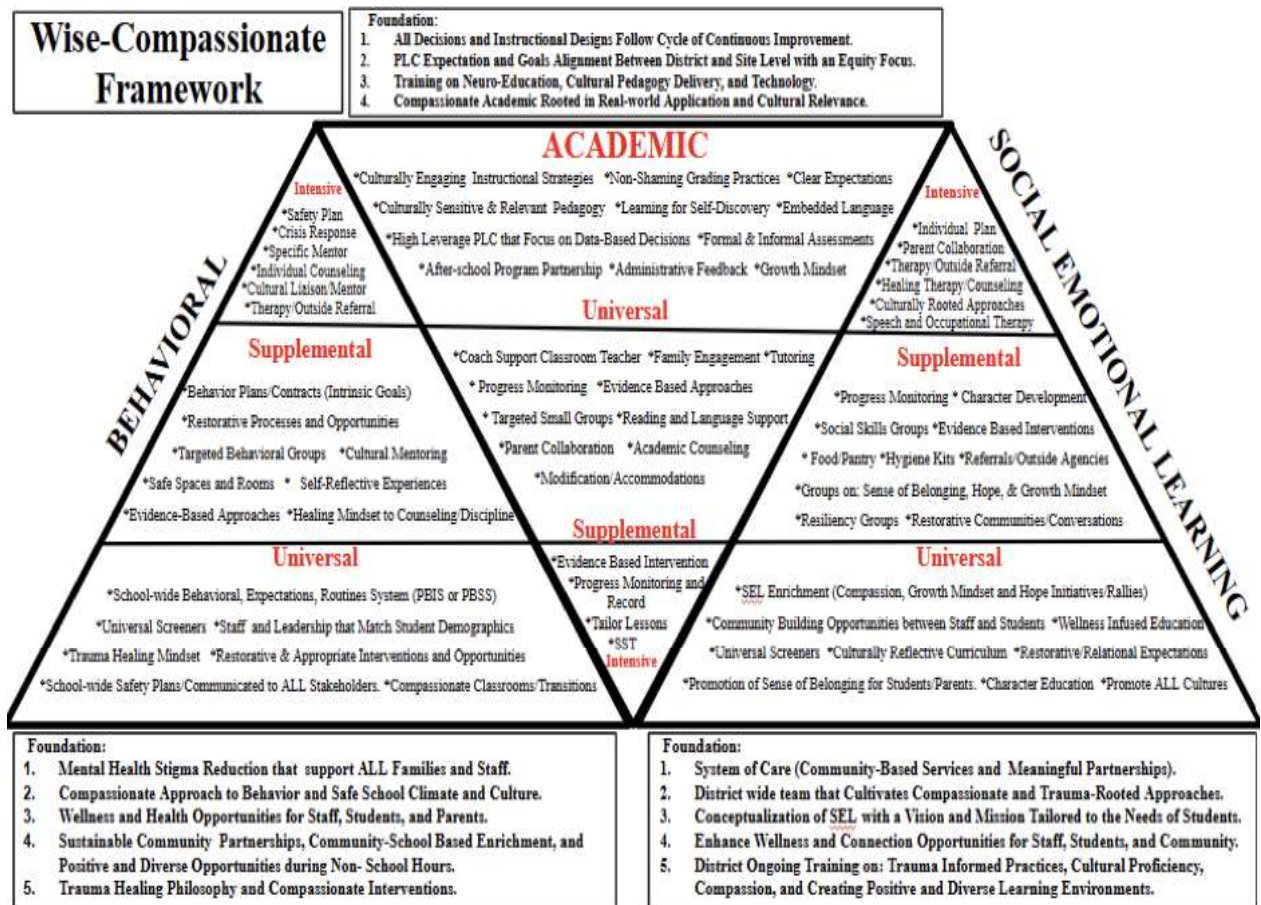 Wise-Compassionate
Framework
Foundation:
1. All Decisions and Instructional Designs Follow Cycle of Continuous Improvement.
2. PLC Expectation and Goals Alignment Between District and Site Level with an Equity Focus.
3. Training on Neuro-Education, Cultural Pedagogy Delivery, and Technology.
4. Compassionate Academic Rooted in Real-world Application and Cultural Relevance.
BEHAVIORAL
Intensive
*Safety Plan
*Crisis Response
*Specific Mentor
*Individual Counseling
*Cultural Liaison/Mentor
*Therapy/Outside Referral
Supplemental
*Behavior Plans/Contracts (Intrinsic Goals)
*Restorative Processes and Opportunities
*Targeted Behavioral Groups *Cultural Mentoring
*Safe Spaces and Rooms * Self-Reflective Experiences
*Evidence-Based Approaches *Healing Mindset to Counseling/Discipline
Universal
*School-wide Behavioral, Expectations, Routines System (PBIS or PBSS)
*Universal Screeners *Staff and Leadership that Match Student Demographics
*Trauma Healing Mindset *Restorative & Appropriate Interventions and Opportunities
*School-wide Safety Plans/Communicated to ALL Stakeholders. *Compassionate Classrooms/Transitions
ACADEMIC
*Culturally Engaging Instructional Strategies *Non-Shaming Grading Practices *Clear Expectations
*Culturally Sensitive & Relevant Pedagogy *Learning for Self-Discovery *Embedded Language
*High Leverage PLC that Focus on Data-Based Decisions *Formal & Informal Assessments
*After-school Program Partnership *Administrative Feedback *Growth Mindset
Universal
*Coach Support Classroom Teacher *Family Engagement *Tutoring
*Progress Monitoring *Evidence Based Approaches
*Targeted Small Groups *Reading and Language Support
*Parent Collaboration *Academic Counseling
*Modification/Accommodations
Supplemental
*Evidence Based Intervention
*Progress Monitoring and
Record
*Tailor Lessons
*SST
Intensive
SOCIAL EMOTIONAL LEARNING
Intensive
*Individual Plan
*Parent Collaboration
*Therapy/Outside Referral
*Healing Therapy/Counseling
*Culturally Rooted Approaches
*Speech and Occupational Therapy
Supplemental
*Progress Monitoring * Character Development
*Social Skills Groups *Evidence Based Interventions
* Food/Pantry *Hygiene Kits *Referrals/Outside Agencies
*Groups on: Sense of Belonging, Hope, & Growth Mindset
*Resiliency Groups *Restorative Communities/Conversations
Universal
*SEL Enrichment (Compassion, Growth Mindset and Hope Initiatives/Rallies)
*Community Building Opportunities between Staff and Students *Wellness Infused Education
*Universal Screeners *Culturally Reflective Curriculum *Restorative/Relational Expectations
*Promotion of Sense of Belonging for Students/Parents. *Character Education *Promote ALL Cultures
Foundation:
1. Mental Health Stigma Reduction that support ALL Families and Staff.
2. Compassionate Approach to Behavior and Safe School Climate and Culture.
3. Wellness and Health Opportunities for Staff, Students, and Parents.
4. Sustainable Community Partnerships, Community-School Based Enrichment, and
Positive and Diverse Opportunities during Non- School Hours.
5. Trauma Healing Philosophy and Compassionate Interventions.
Foundation:
1. System of Care (Community-Based Services and Meaningful Partnerships).
2. District wide team that Cultivates Compassionate and Trauma-Rooted Approaches.
3. Conceptualization of SEL with a Vision and Mission Tailored to the Needs of Students.
4. Enhance Wellness and Connection Opportunities for Staff, Students, and Community.
5. District Ongoing Training on: Trauma Informed Practices, Cultural Proficiency,
Compassion, and Creating Positive and Diverse Learning Environments.